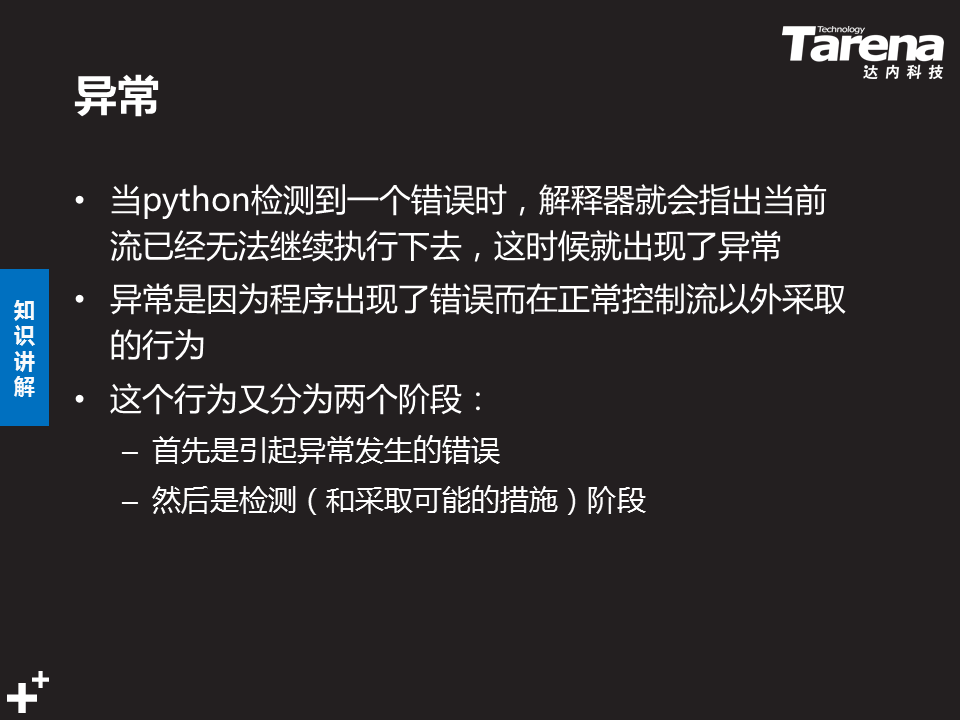 Technology
Tarena
达内科技
异常
• 当python检测到一个错误时，解释器就会指出当前
流已经无法继续执行下去，这时候就出现了异常
• 异常是因为程序出现了错误而在正常控制流以外采取
的行为
• 这个行为又分为两个阶段：
– 首先是引起异常发生的错误
– 然后是检测（和采取可能的措施）阶段
知
识
讲
解